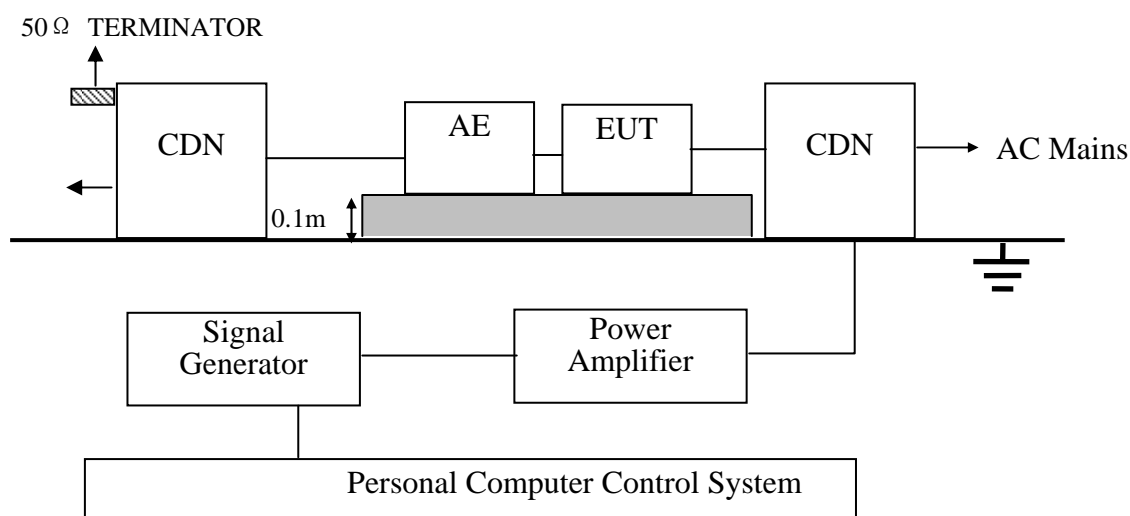 50Ω TERMINATOR
CDN
AE
EUT
CDN
AC Mains
0.1m
Signal
Generator
Power
Amplifier
Personal Computer Control System